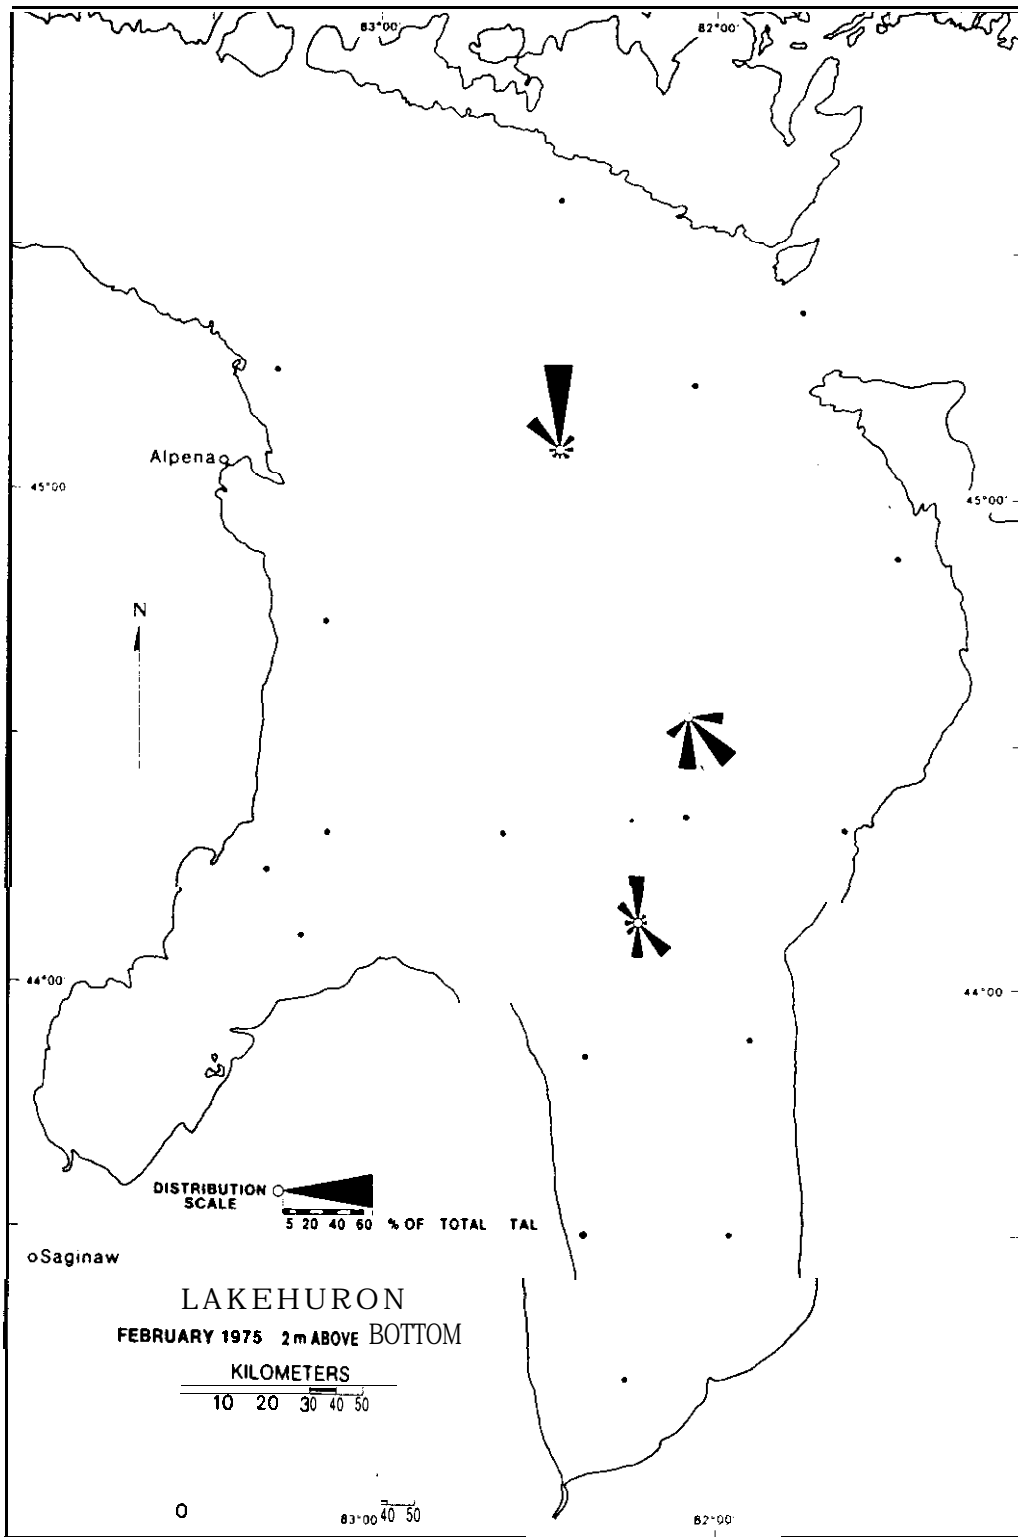 83°00'
82°00'
Alpena
45°00
45°00'
N
44°00'
44°00
DISTRIBUTION
SCALE
5 20 40 60 % OF TOTAL TAL
Saginaw
LAKEHURON
FEBRUARY 1975 2 m ABOVE BOTTOM
KILOMETERS
10 20 30 40 50
0
83°00 40 50
82°00